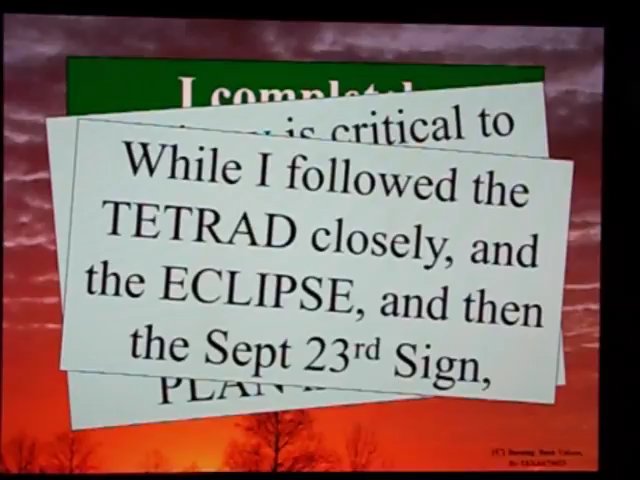 I
is critical to
While I followed the
TETRAD closely, and
the ECLIPSE, and then
the Sept 23rd Sign,